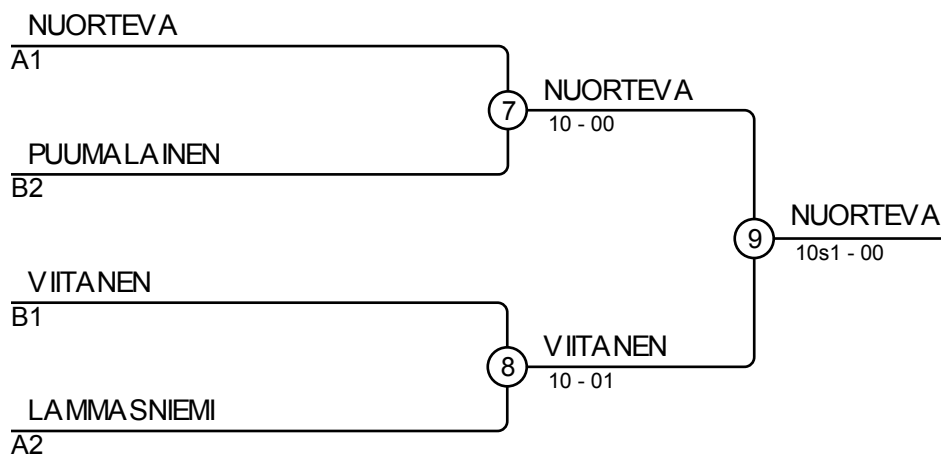 NUORTEVA
A1
7
NUORTEVA
10 - 00
PUUMALAINEN
B2
9
NUORTEVA
10s1 - 00
VIITANEN
B1
8
VIITANEN
10 - 01
LAMMASNIEMI
A2